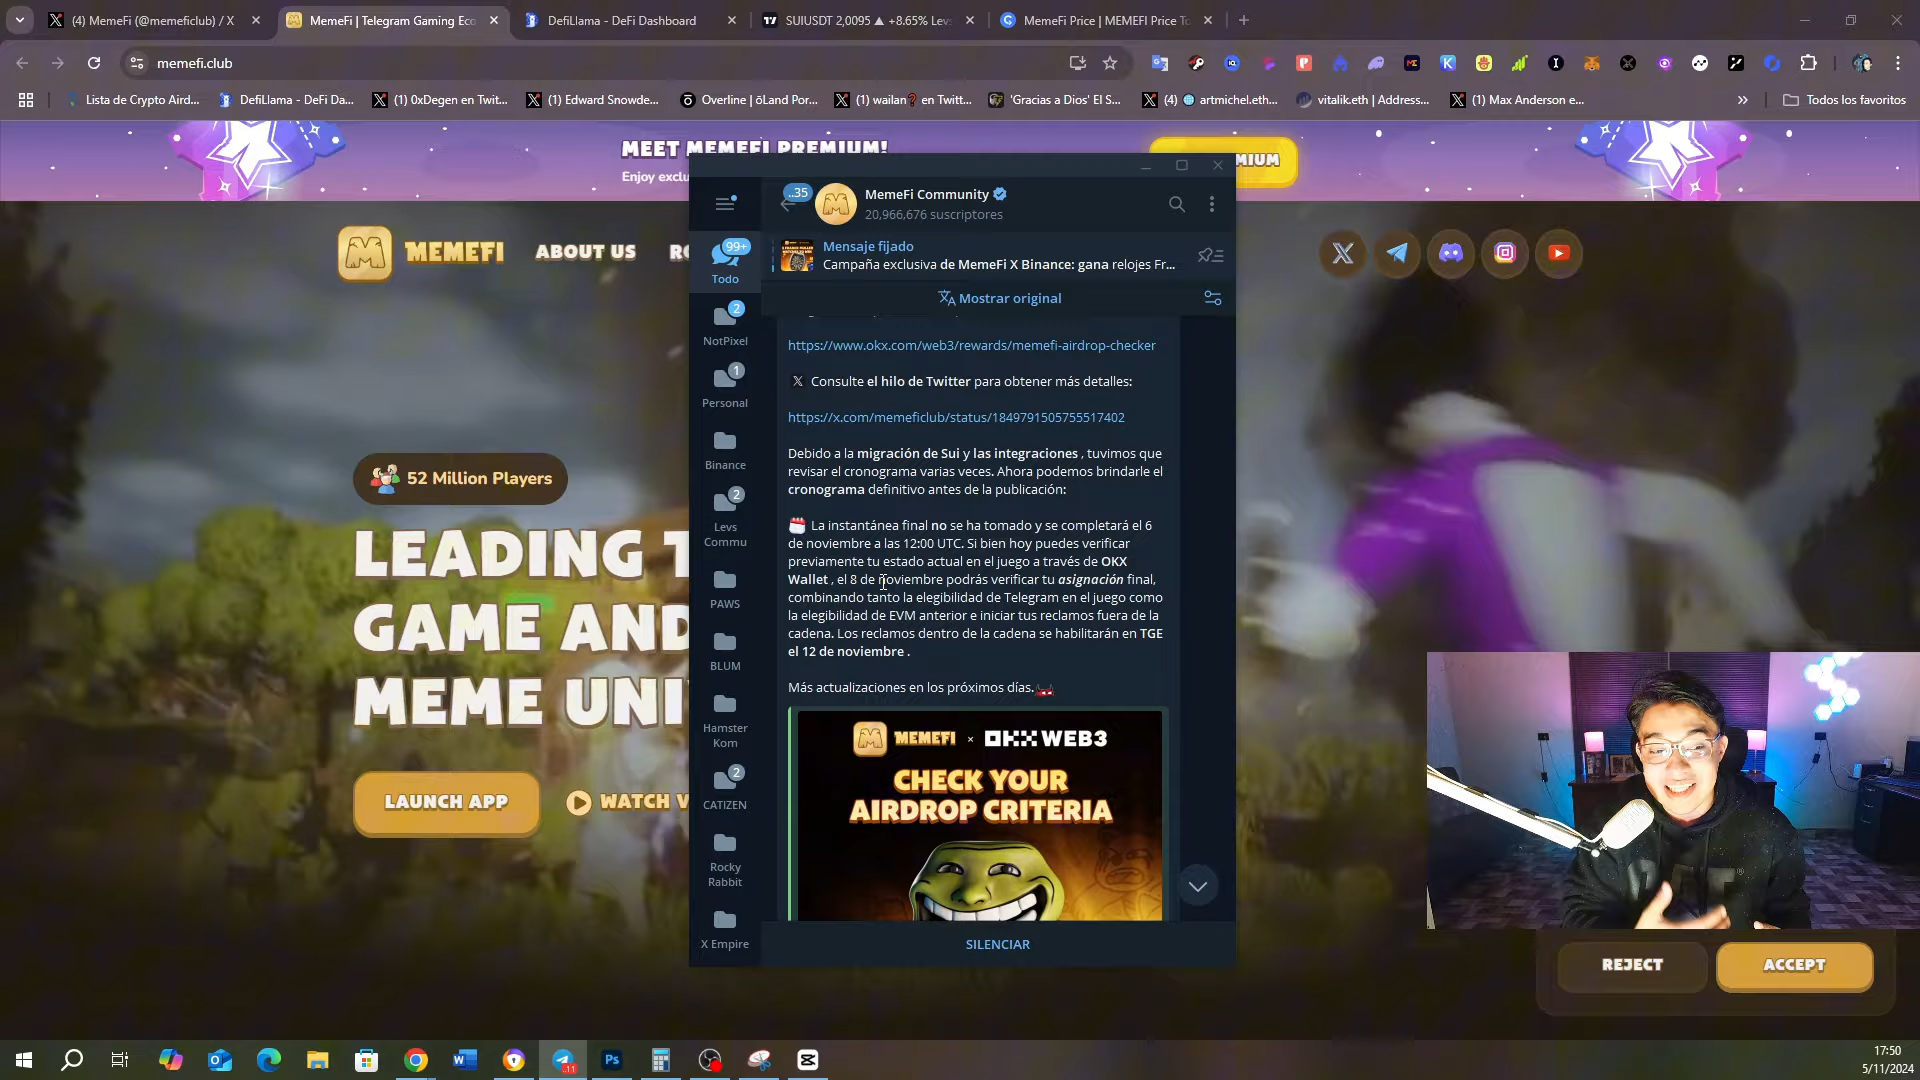 (4) MemeFi (@memeficlub) / X
MemeFi | Telegram Gaming Eco
DefiLlama - DeFi Dashboard
SUIUSDT 2,0095 ▲ +8.65% Lev
MemeFi Price | MEMEFI Price To
memefi.club
Lista de Crypto Aird...
DefiLlama - DeFi Da...
(1) 0xDegen en Twit...
(1) Edward Snowde...
Overline | ōLand Por...
(1) wailan❓ en Twitt...
'Gracias a Dios' El S...
(4) 🌐 artmichel.eth...
vitalik.eth | Address...
(1) Max Anderson e...
Todos los favoritos
MEET MEMEFI PREMIUM!
Enjoy exclu
MIUM
MEMEFI
ABOUT US
52 Million Players
LEADING T
GAME AND
MEME UNI
LAUNCH APP
WATCH V
..35
MemeFi Community
20,966,676 suscriptores
Mensaje fijado
Campaña exclusiva de MemeFi X Binance: gana relojes Fr...
Mostrar original
99+
Todo
2
NotPixel
1
Personal
Binance
2
Levs
Commu
PAWS
BLUM
Hamster
Kom
2
CATIZEN
Rocky
Rabbit
X Empire
https://www.okx.com/web3/rewards/memefi-airdrop-checker
Consulte el hilo de Twitter para obtener más detalles:
https://x.com/memeficlub/status/1849791505755517402
Debido a la migración de Sui y las integraciones , tuvimos que
revisar el cronograma varias veces. Ahora podemos brindarle el
cronograma definitivo antes de la publicación:
La instantánea final no se ha tomado y se completará el 6
de noviembre a las 12:00 UTC. Si bien hoy puedes verificar
previamente tu estado actual en el juego a través de OKX
Wallet , el 8 de noviembre podrás verificar tu asignación final,
combinando tanto la elegibilidad de Telegram en el juego como
la elegibilidad de EVM anterior e iniciar tus reclamos fuera de la
cadena. Los reclamos dentro de la cadena se habilitarán en TGE
el 12 de noviembre .
Más actualizaciones en los próximos días.
MEMEFI × OKX WEB3
CHECK YOUR
AIRDROP CRITERIA
SILENCIAR
REJECT
ACCEPT
17:50
5/11/2024